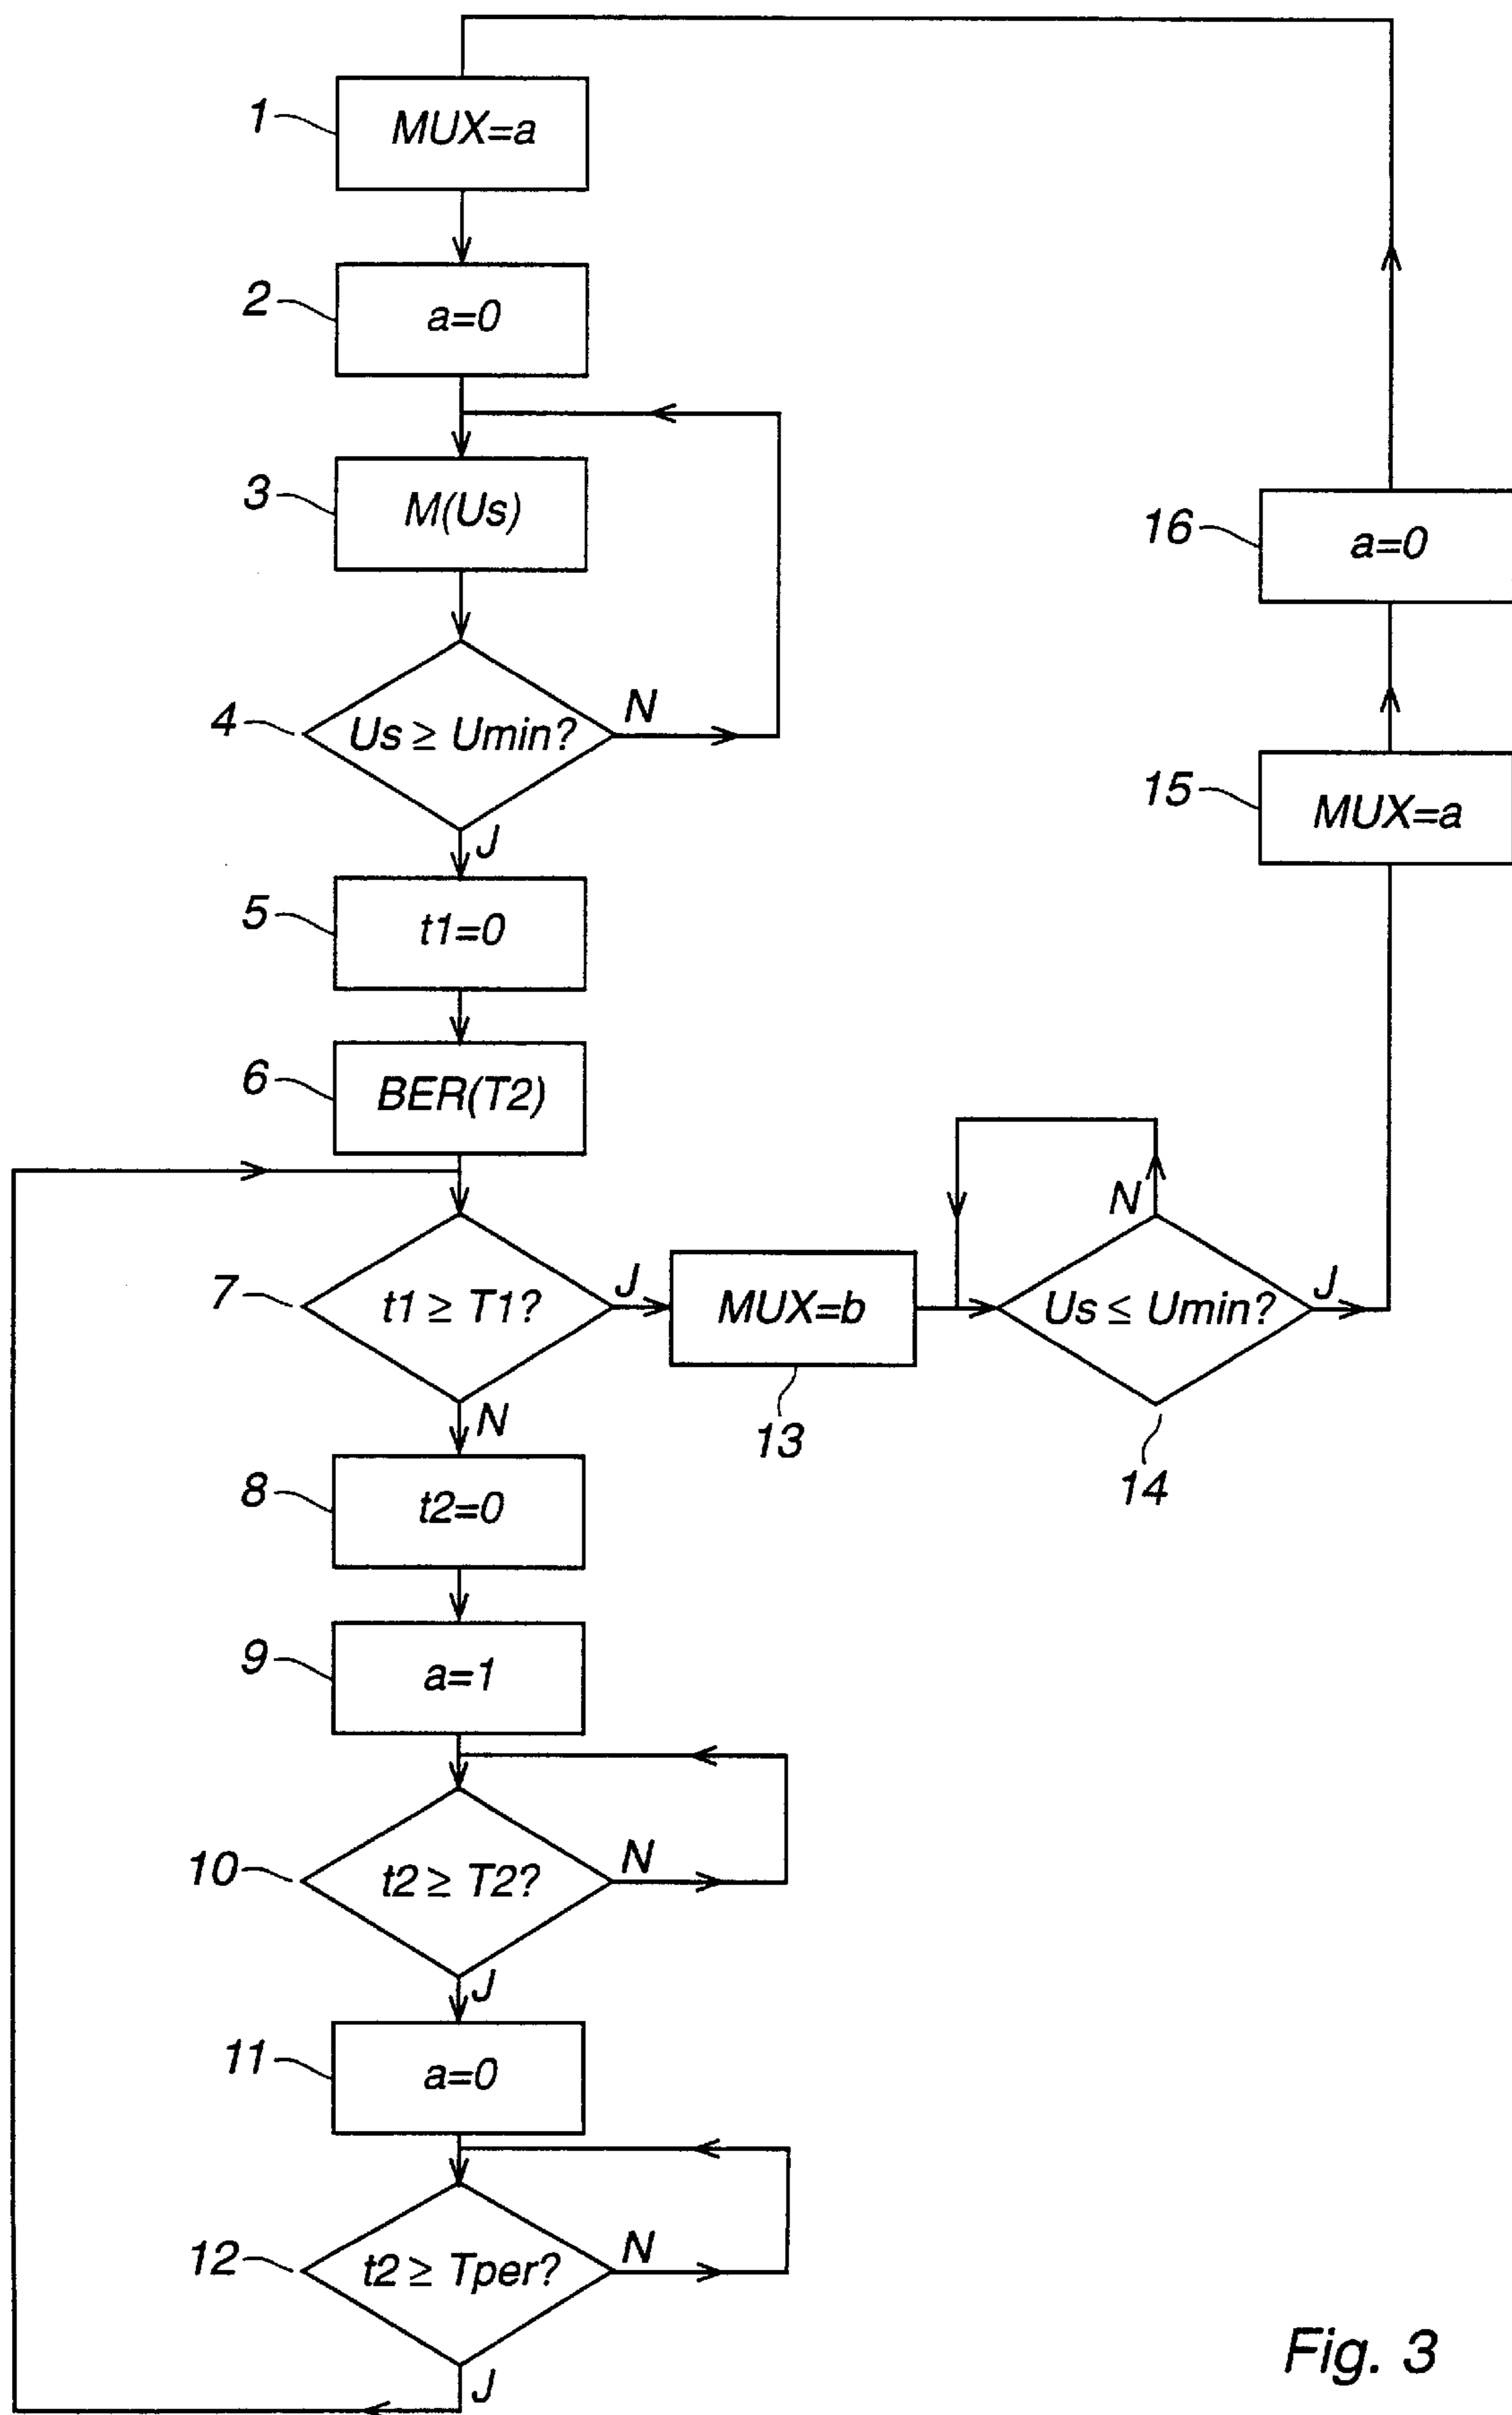 1
MUX=a
2
a=0
3
M(Us)
4
Us ≥ Umin?
N
J
5
t1=0
6
BER(T2)
7
t1 ≥ T1?
J
N
MUX=b
13
Us ≤ Umin?
N
J
14
15
MUX=a
16
a=0
8
t2=0
9
a=1
10
t2 ≥ T2?
N
J
11
a=0
12
t2 ≥ Tper?
N
J
Fig. 3